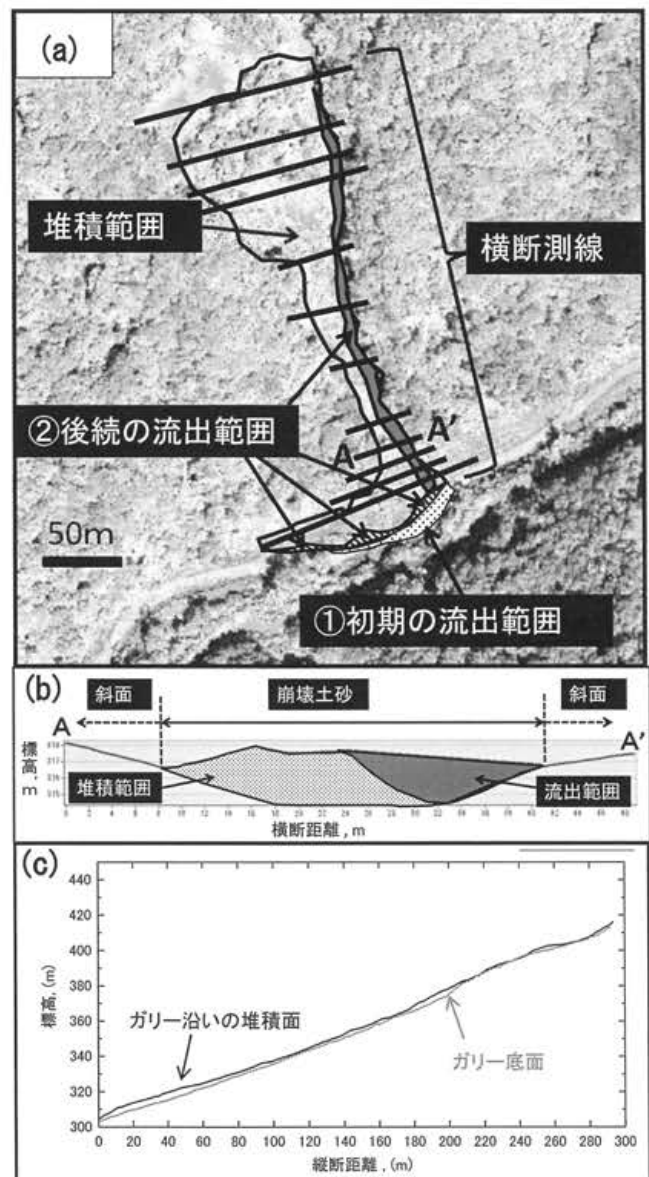 (a)
堆積範囲
横断測線
②後続の流出範囲
A
A'
50m
①初期の流出範囲
(b)
斜面
崩壊土砂
斜面
A
A'
標高, m
堆積範囲
流出範囲
横断距離, m
(c)
440
420
400
380
360
340
320
300
標高, (m)
ガリー沿いの堆積面
ガリー底面
0 20 40 60 80 100 120 140 160 180 200 220 240 260 280 300
縦断距離, (m)